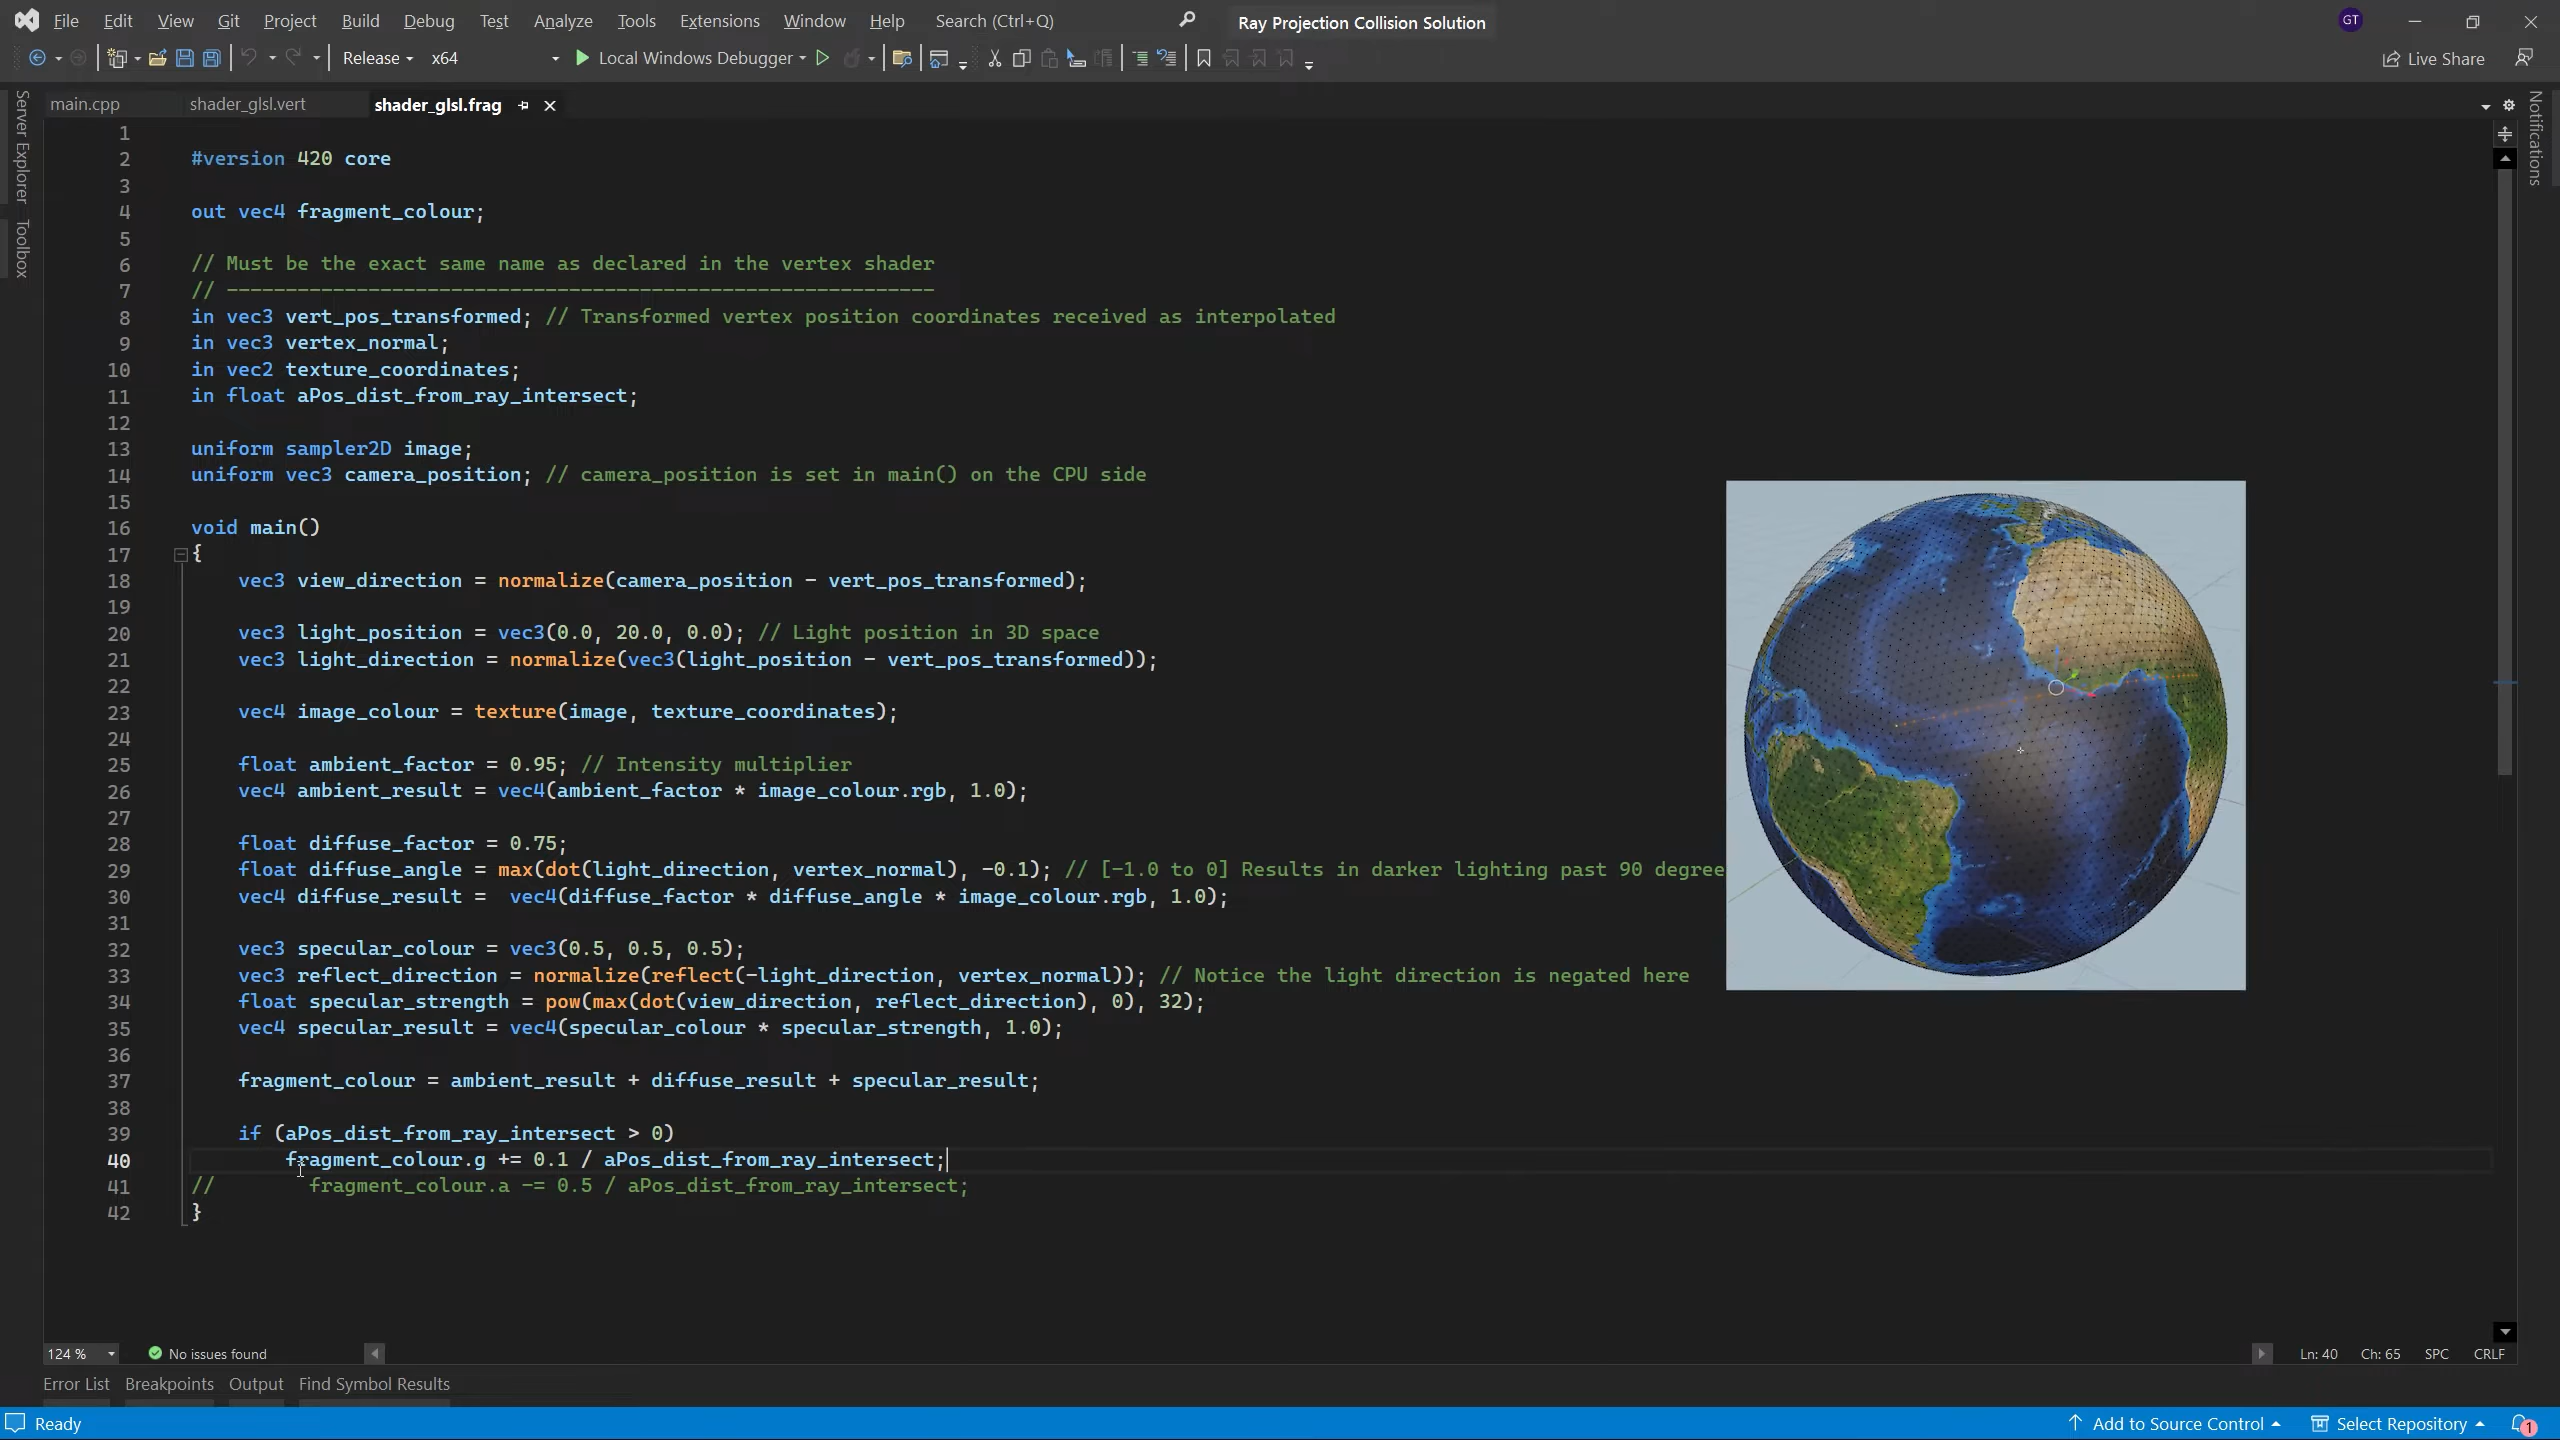 File Edit View Git Project Build Debug Test Analyze Tools Extensions Window Help Search (Ctrl+Q) Ray Projection Collision Solution GT
Release x64 Local Windows Debugger Live Share
Server Explorer
Toolbox
Notifications
main.cpp shader_glsl.vert shader_glsl.frag
1
2 #version 420 core
3
4 out vec4 fragment_colour;
5
6 // Must be the exact same name as declared in the vertex shader
7 // ------------------------------------------------------------
8 in vec3 vert_pos_transformed; // Transformed vertex position coordinates received as interpolated
9 in vec3 vertex_normal;
10 in vec2 texture_coordinates;
11 in float aPos_dist_from_ray_intersect;
12
13 uniform sampler2D image;
14 uniform vec3 camera_position; // camera_position is set in main() on the CPU side
15
16 void main()
17 {
18 vec3 view_direction = normalize(camera_position - vert_pos_transformed);
19
20 vec3 light_position = vec3(0.0, 20.0, 0.0); // Light position in 3D space
21 vec3 light_direction = normalize(vec3(light_position - vert_pos_transformed));
22
23 vec4 image_colour = texture(image, texture_coordinates);
24
25 float ambient_factor = 0.95; // Intensity multiplier
26 vec4 ambient_result = vec4(ambient_factor * image_colour.rgb, 1.0);
27
28 float diffuse_factor = 0.75;
29 float diffuse_angle = max(dot(light_direction, vertex_normal), -0.1); // [-1.0 to 0] Results in darker lighting past 90 degree
30 vec4 diffuse_result =  vec4(diffuse_factor * diffuse_angle * image_colour.rgb, 1.0);
31
32 vec3 specular_colour = vec3(0.5, 0.5, 0.5);
33 vec3 reflect_direction = normalize(reflect(-light_direction, vertex_normal)); // Notice the light direction is negated here
34 float specular_strength = pow(max(dot(view_direction, reflect_direction), 0), 32);
35 vec4 specular_result = vec4(specular_colour * specular_strength, 1.0);
36
37 fragment_colour = ambient_result + diffuse_result + specular_result;
38
39 if (aPos_dist_from_ray_intersect > 0)
40 fragment_colour.g += 0.1 / aPos_dist_from_ray_intersect;
41 // fragment_colour.a -= 0.5 / aPos_dist_from_ray_intersect;
42 }
124 % No issues found Ln: 40 Ch: 65 SPC CRLF
Error List Breakpoints Output Find Symbol Results
Ready Add to Source Control Select Repository 1